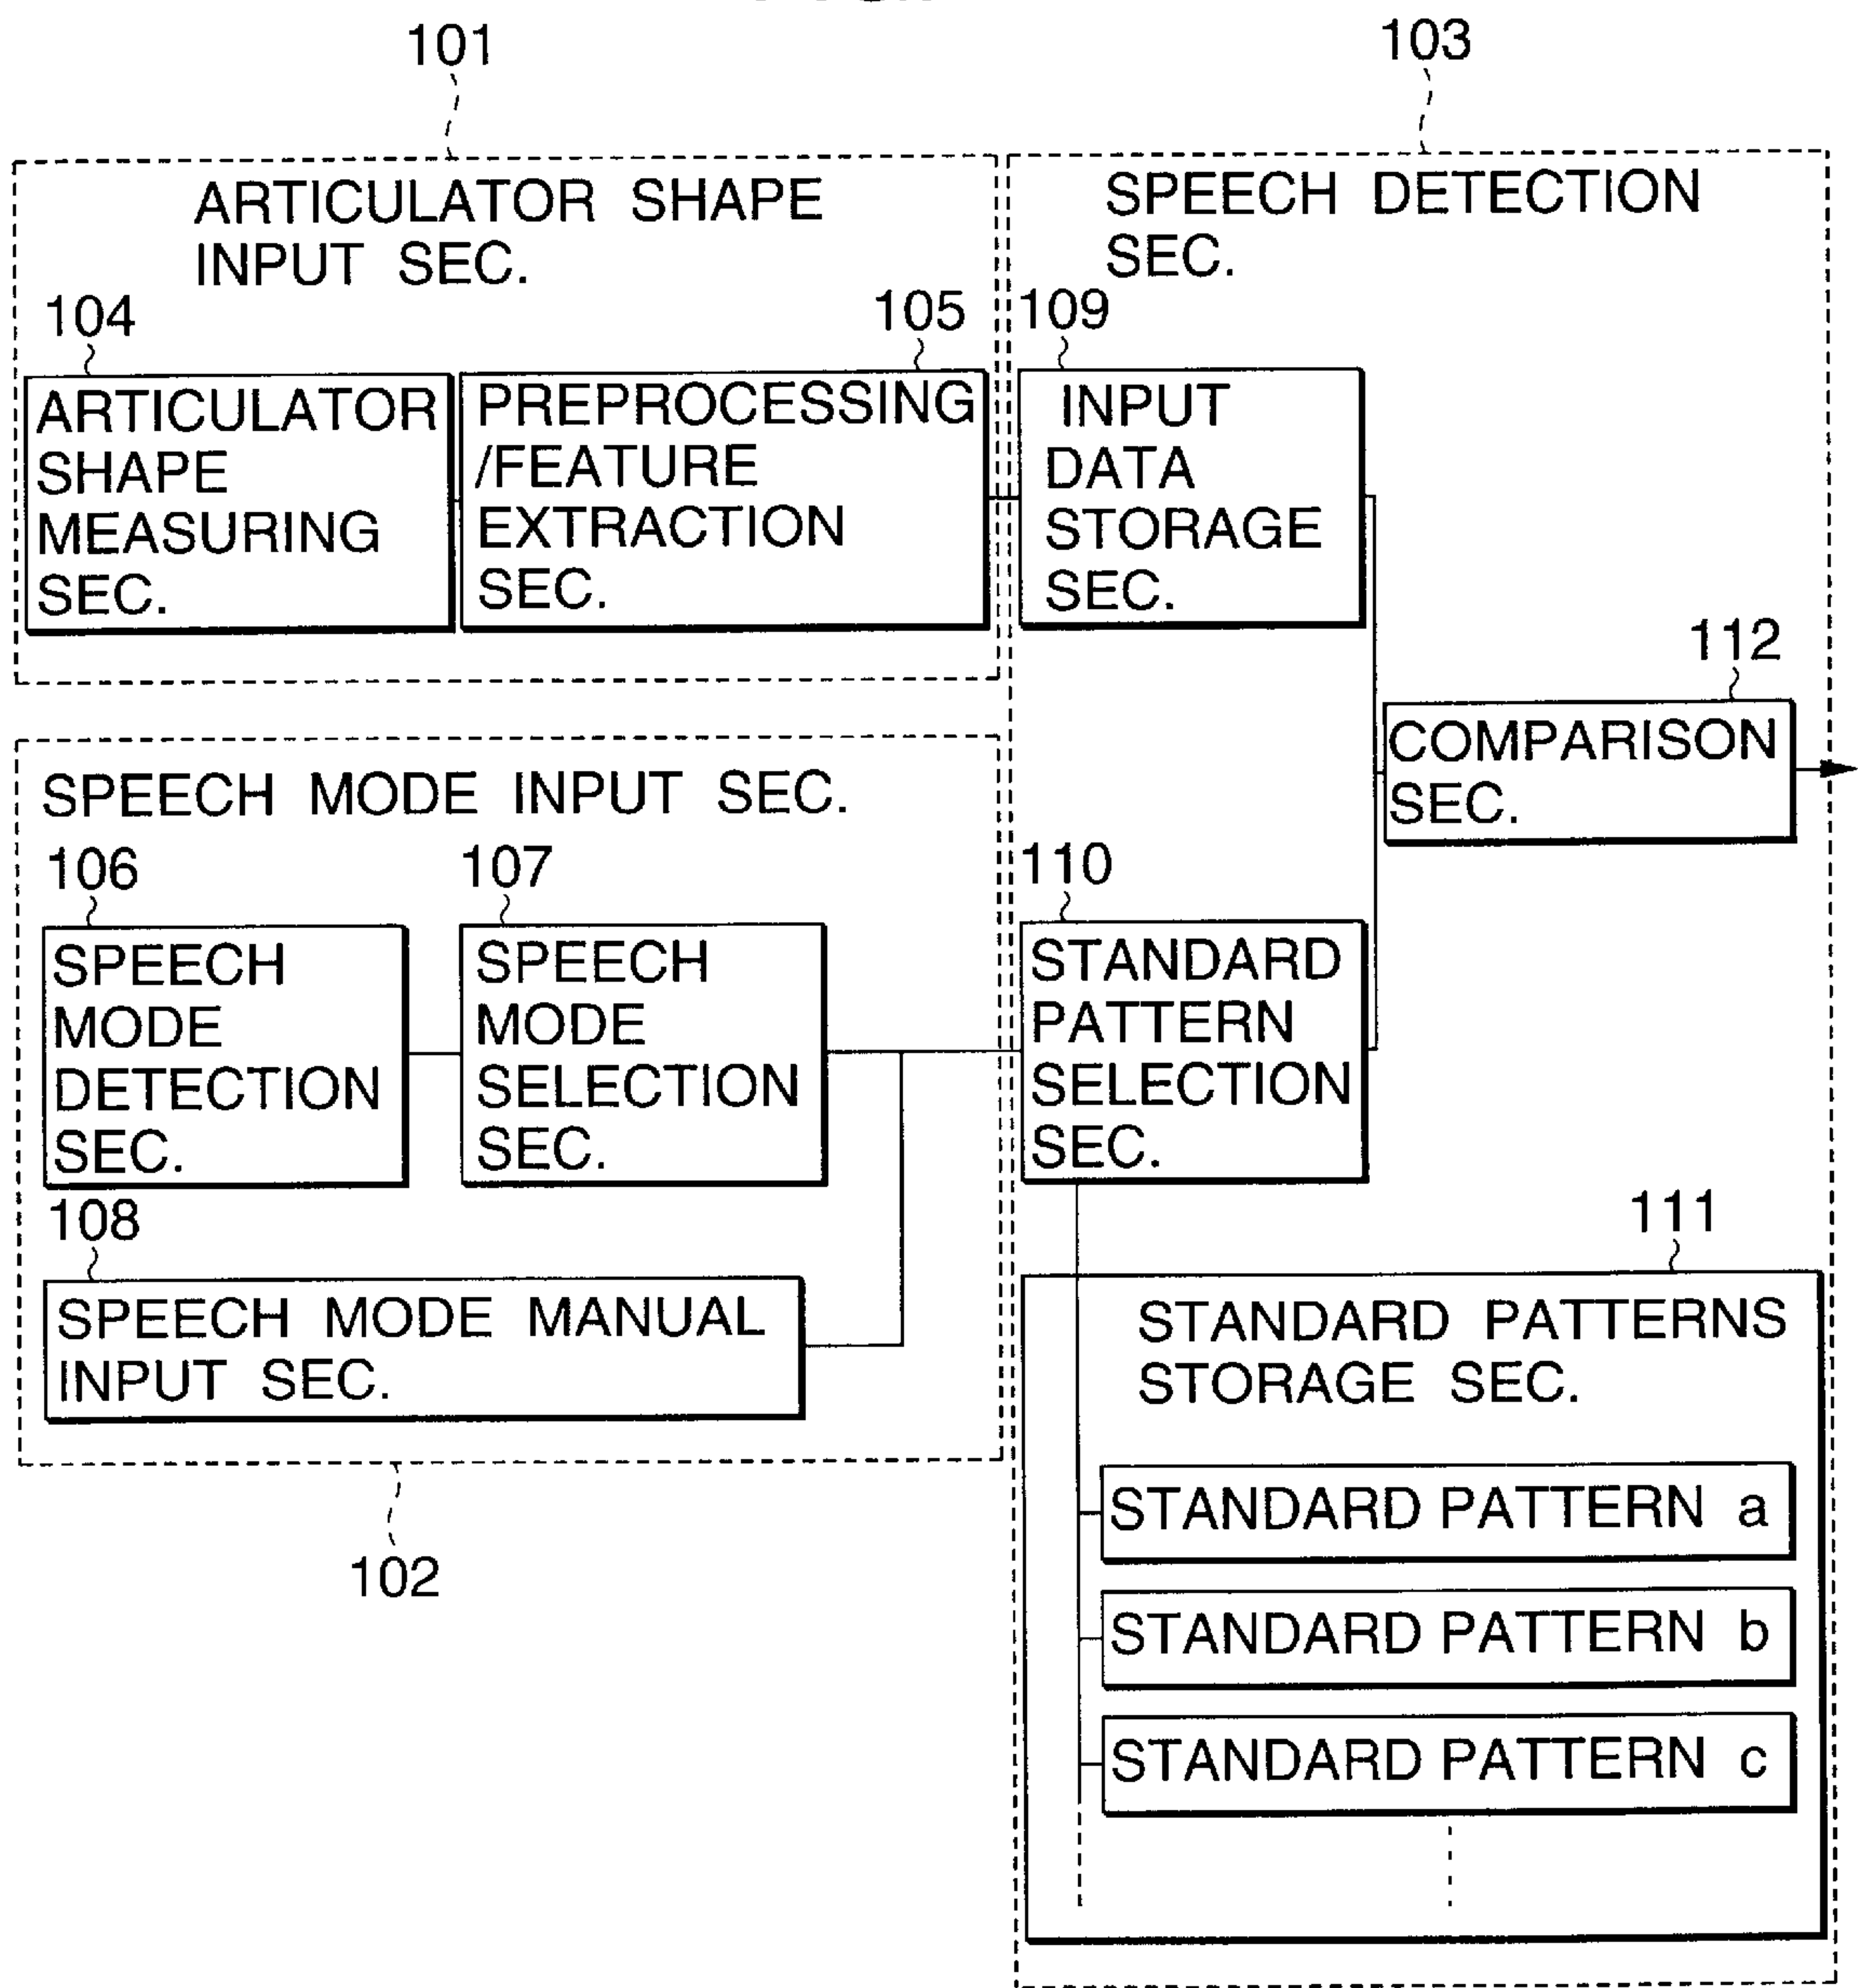 101
103
ARTICULATOR SHAPE
INPUT SEC.
SPEECH DETECTION
SEC.
104
105
109
ARTICULATOR
SHAPE
MEASURING
SEC.
PREPROCESSING
/FEATURE
EXTRACTION
SEC.
INPUT
DATA
STORAGE
SEC.
112
COMPARISON
SEC.
SPEECH MODE INPUT SEC.
106
107
110
SPEECH
MODE
DETECTION
SEC.
SPEECH
MODE
SELECTION
SEC.
STANDARD
PATTERN
SELECTION
SEC.
108
111
SPEECH MODE MANUAL
INPUT SEC.
STANDARD PATTERNS
STORAGE SEC.
STANDARD PATTERN a
102
STANDARD PATTERN b
STANDARD PATTERN c